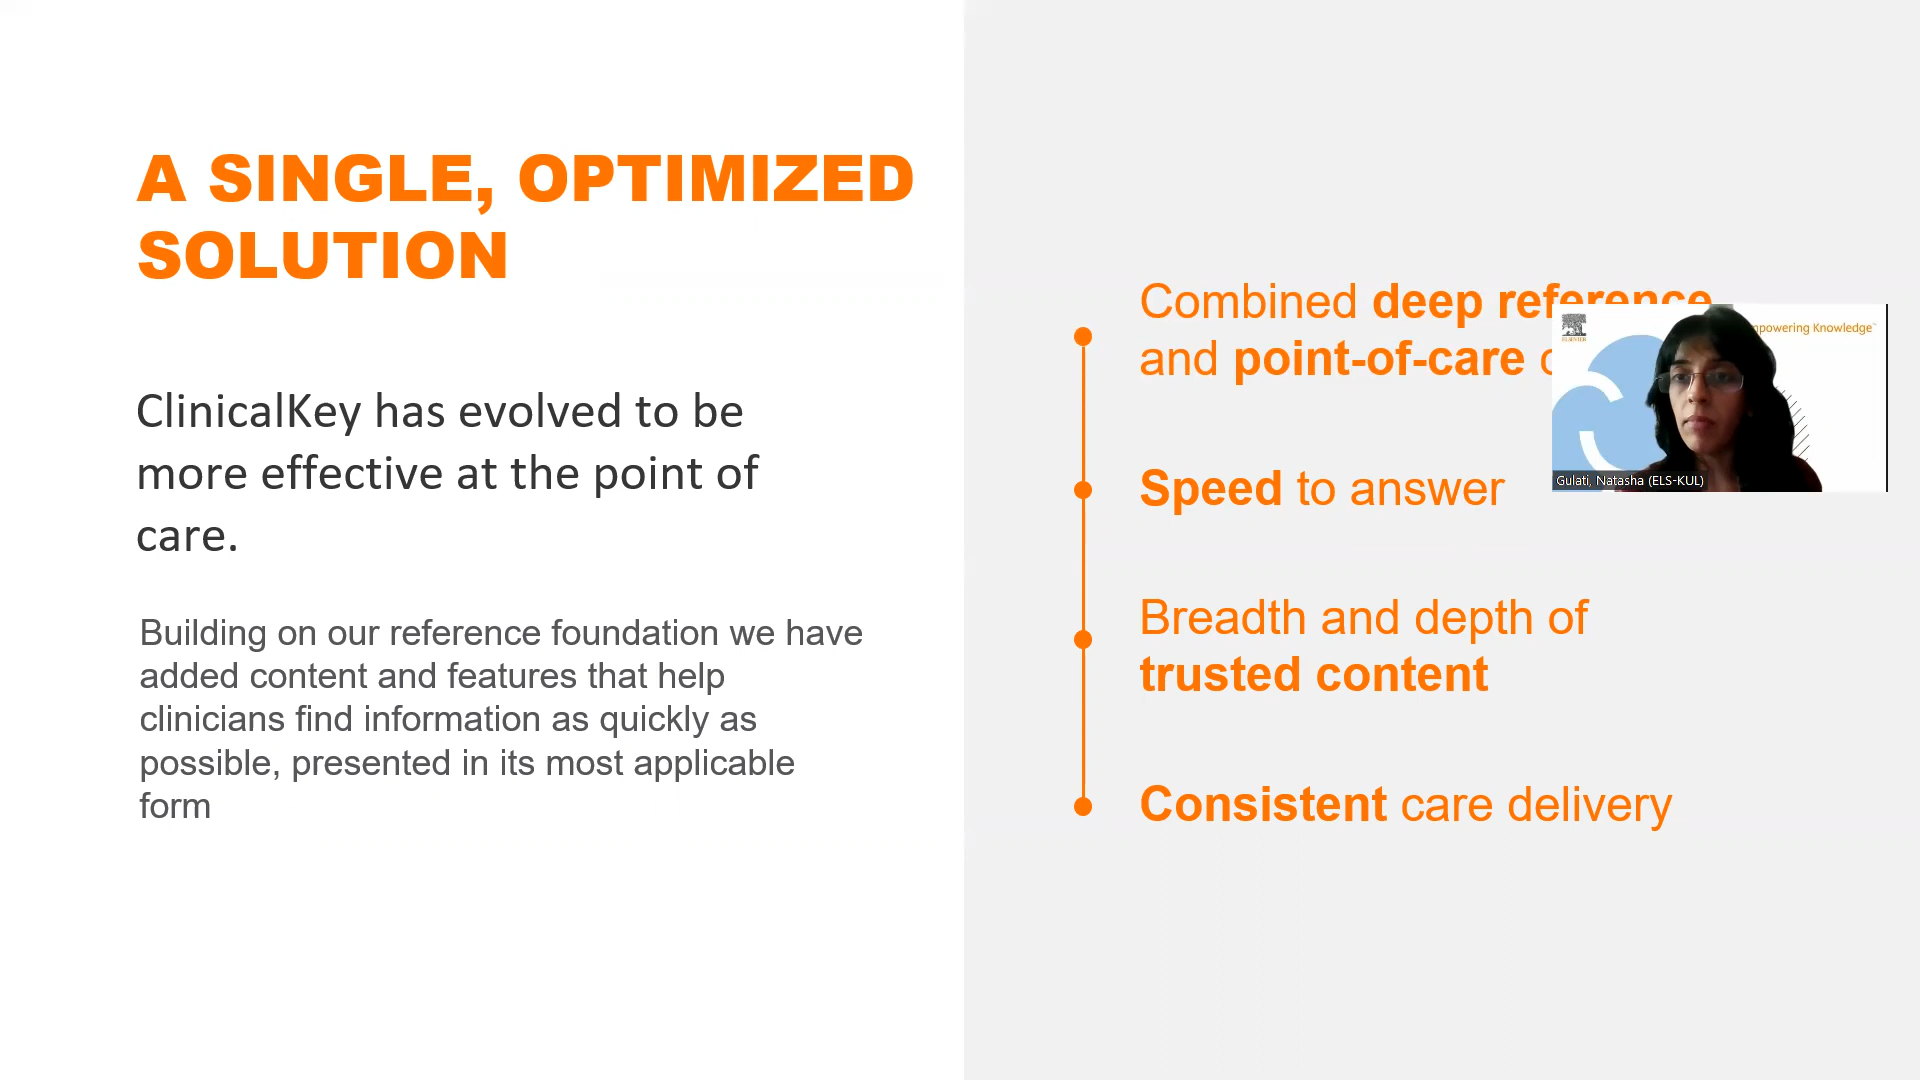 A SINGLE, OPTIMIZED
SOLUTION
ClinicalKey has evolved to be
more effective at the point of
care.
Building on our reference foundation we have
added content and features that help
clinicians find information as quickly as
possible, presented in its most applicable
form
Combined deep reference
and point-of-care
Speed to answer
Breadth and depth of
trusted content
Consistent care delivery
ELSEVIER
Knowledge
Gulati, Natasha (ELS-KUL)